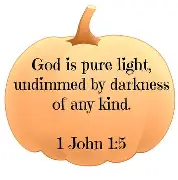 God is pure light,
undimmed by darkness
of any kind.
1 John 1:5